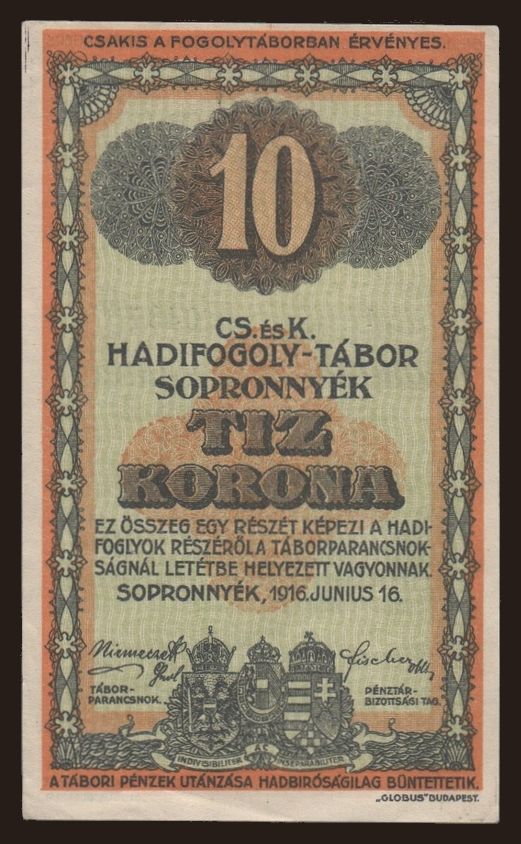 CSAKIS A FOGOLYTÁBORBAN ÉRVÉNYES.
10
CS. és K.
HADIFOGOLY-TÁBOR
SOPRONNYÉK
TIZ
KORONA
EZ ÖSSZEG EGY RÉSZÉT KÉPEZI A HADI-
FOGLYOK RÉSZÉRŐL A TÁBORPARANCSNOK-
SÁGNÁL LETÉTBE HELYEZETT VAGYONNAK.
SOPRONNYÉK, 1916. JUNIUS 16.
TÁBOR-
PARANCSNOK.
PÉNZTÁR-
BIZOTTSÁGI TAG.
INDIVISIBILITER AC INSEPARABILITER
A TÁBORI PÉNZEK UTÁNZÁSA HADBIRÓSÁGILAG BÜNTETTETIK.
„GLOBUS" BUDAPEST.